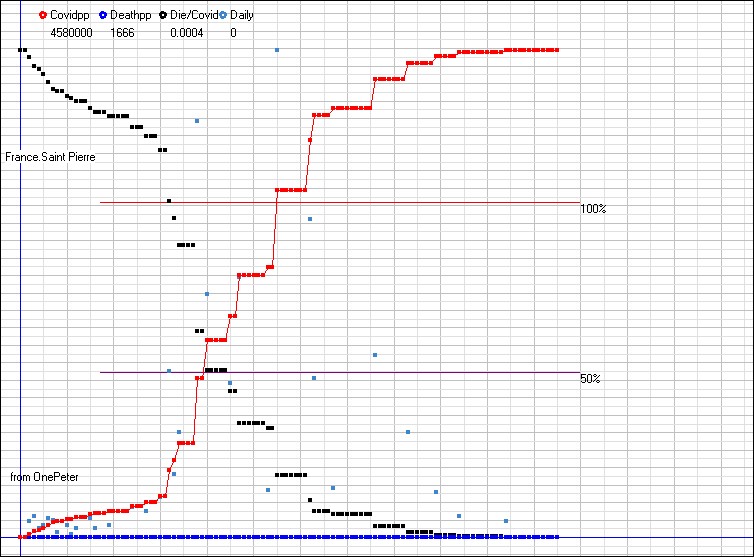 Covidpp Deathpp Die/Covid Daily
4580000 1666 0.0004 0
France.Saint Pierre
100%
50%
from OnePeter